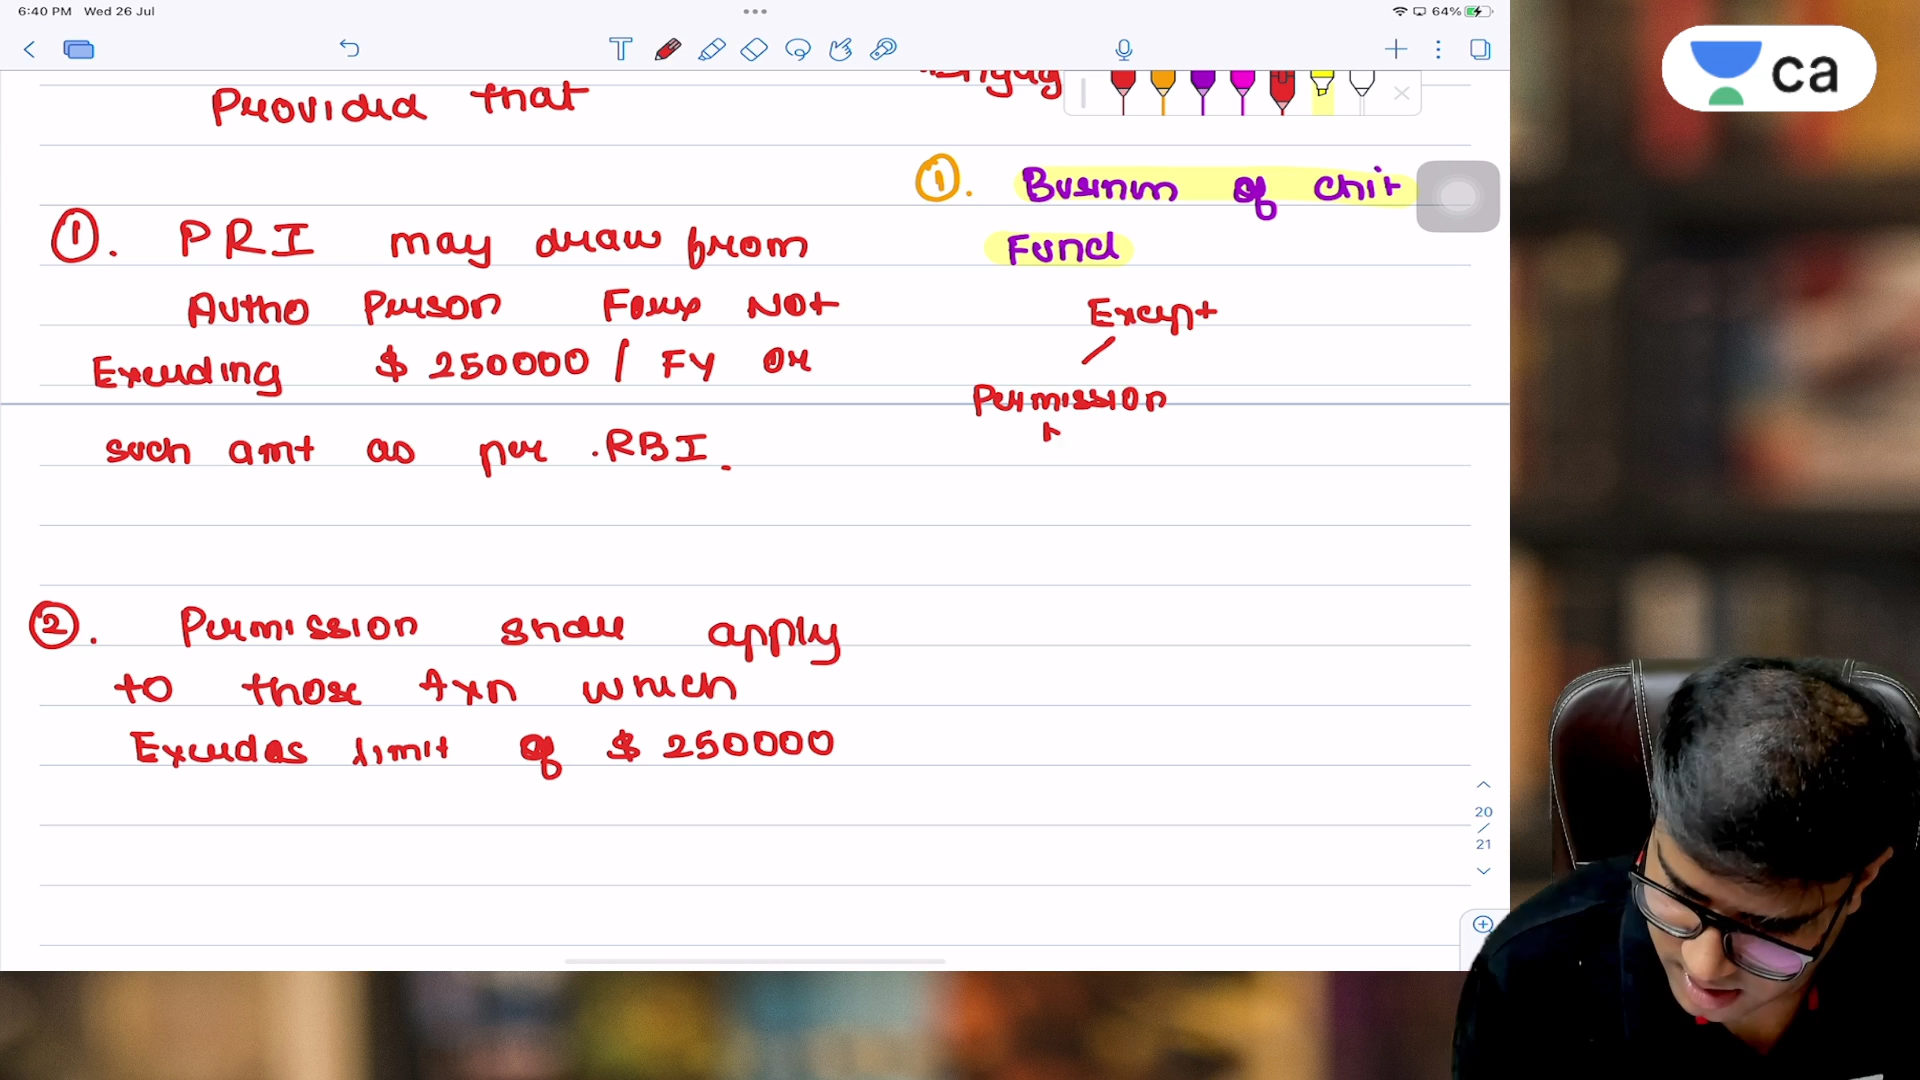 6:40 PM Wed 26 Jul
64%
ca
Provided that
①. PRI may draw from
Autho Person Forex Not
Exceeding $ 250000 / FY or
such amt as per .RBI.
②. Permission shall apply
to those txn which
Exceedes limit of $ 250000
①. Business of chit
Fund
Except
Permission
20
21